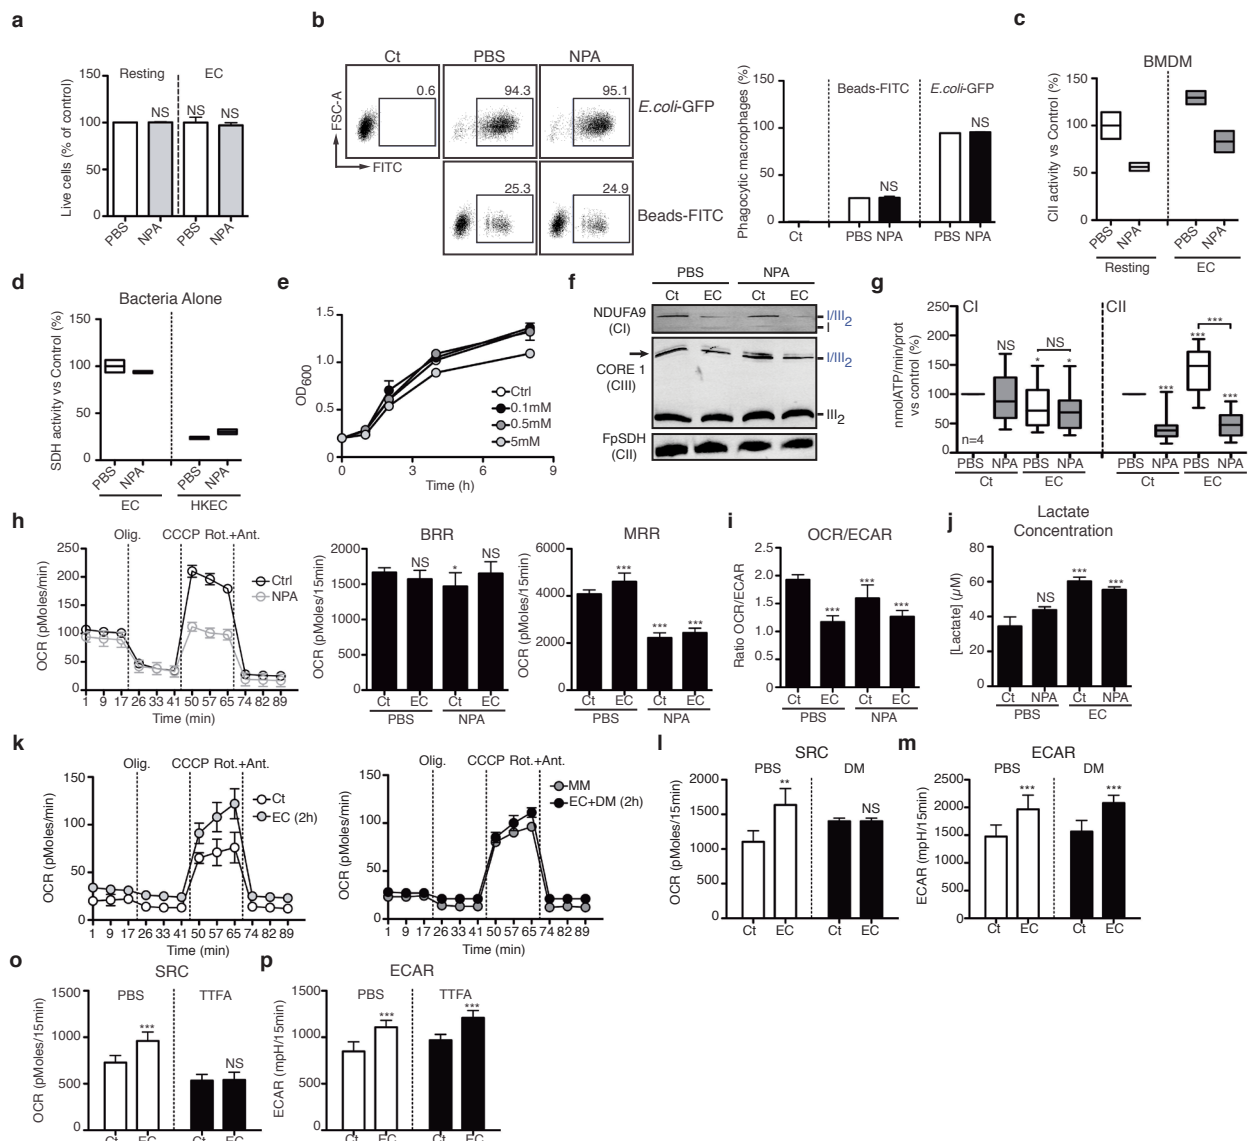 a
Resting
EC
Live cells (% of control)
150
100
50
0
NS
NS
NS
PBS
NPA
PBS
NPA
b
Ct
PBS
NPA
0.6
94.3
95.1
E.coli-GFP
FSC-A
FITC
25.3
24.9
Beads-FITC
Phagocytic macrophages (%)
150
100
50
0
Beads-FITC
E.coli-GFP
NS
NS
Ct
PBS NPA
PBS NPA
c
BMDM
CII activity vs Control (%)
150
100
50
0
PBS
NPA
PBS
NPA
Resting
EC
d
Bacteria Alone
SDH activity vs Control (%)
150
100
50
0
PBS
NPA
PBS
NPA
EC
HKEC
e
OD600
1.5
1.0
0.5
0
Ctrl
0.1mM
0.5mM
5mM
0
3
6
9
Time (h)
f
PBS
NPA
Ct
EC
Ct
EC
NDUFA9
(CI)
I/III2
I
CORE 1
(CIII)
I/III2
III2
FpSDH
(CII)
g
nmolATP/min/prot
vs control (%)
250
200
150
100
50
0
CI
CII
NS
NS
*
*
***
***
***
***
n=4
PBS
NPA
PBS
NPA
PBS
NPA
PBS
NPA
Ct
EC
Ct
EC
h
Olig.
CCCP Rot.+Ant.
OCR (pMoles/min)
250
200
150
100
50
0
Ctrl
NPA
1 9 17 26 33 41 50 57 65 74 82 89
Time (min)
BRR
OCR (pMoles/15min)
2000
1500
1000
500
0
NS
*
NS
Ct
EC
Ct
EC
PBS
NPA
MRR
OCR (pMoles/15min)
6000
4000
2000
0
***
***
***
Ct
EC
Ct
EC
PBS
NPA
i
OCR/ECAR
Ratio OCR/ECAR
2.5
2.0
1.5
1.0
0.5
0
***
***
***
Ct
EC
Ct
EC
PBS
NPA
j
Lactate
Concentration
[Lactate] (µM)
80
60
40
20
0
NS
***
***
Ct
NPA
Ct
NPA
PBS
EC
k
Olig.
CCCP Rot.+Ant.
OCR (pMoles/min)
150
100
50
0
Ct
EC (2h)
1 9 17 26 33 41 50 57 65 74 82 89
Time (min)
Olig.
CCCP Rot.+Ant.
OCR (pMoles/min)
150
100
50
0
MM
EC+DM (2h)
1 9 17 26 33 41 50 57 65 74 82 89
Time (min)
l
SRC
PBS
DM
OCR (pMoles/15min)
2000
1500
1000
500
0
**
NS
Ct
EC
Ct
EC
m
ECAR
PBS
DM
ECAR (mpH/15min)
2500
2000
1500
1000
500
0
***
***
Ct
EC
Ct
EC
o
SRC
PBS
TTFA
OCR (pMoles/15min)
1500
1000
500
0
***
NS
Ct
EC
Ct
EC
p
ECAR
PBS
TTFA
ECAR (mpH/15min)
1500
1000
500
0
***
***
Ct
EC
Ct
EC